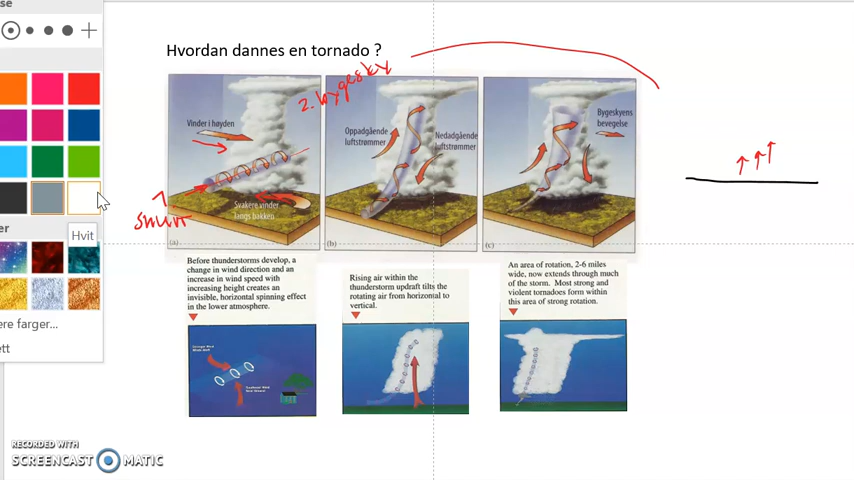 se
Hvordan dannes en tornado ?
2. bygesky
Vinder i høyden
Oppadgående
luftstrømmer
Nedadgående
luftstrømmer
Bygeskyens
bevegelse
Svakere vinder
langs bakken
(a)
(b)
(c)
Hvit
er
Before thunderstorms develop, a
change in wind direction and an
increase in wind speed with
increasing height creates an
invisible, horizontal spinning effect
in the lower atmosphere.
Rising air within the
thunderstorm updraft tilts the
rotating air from horizontal to
vertical.
An area of rotation, 2-6 miles
wide, now extends through much
of the storm. Most strong and
violent tornadoes form within
this area of strong rotation.
ere farger...
ett
RECORDED WITH
SCREENCAST MATIC